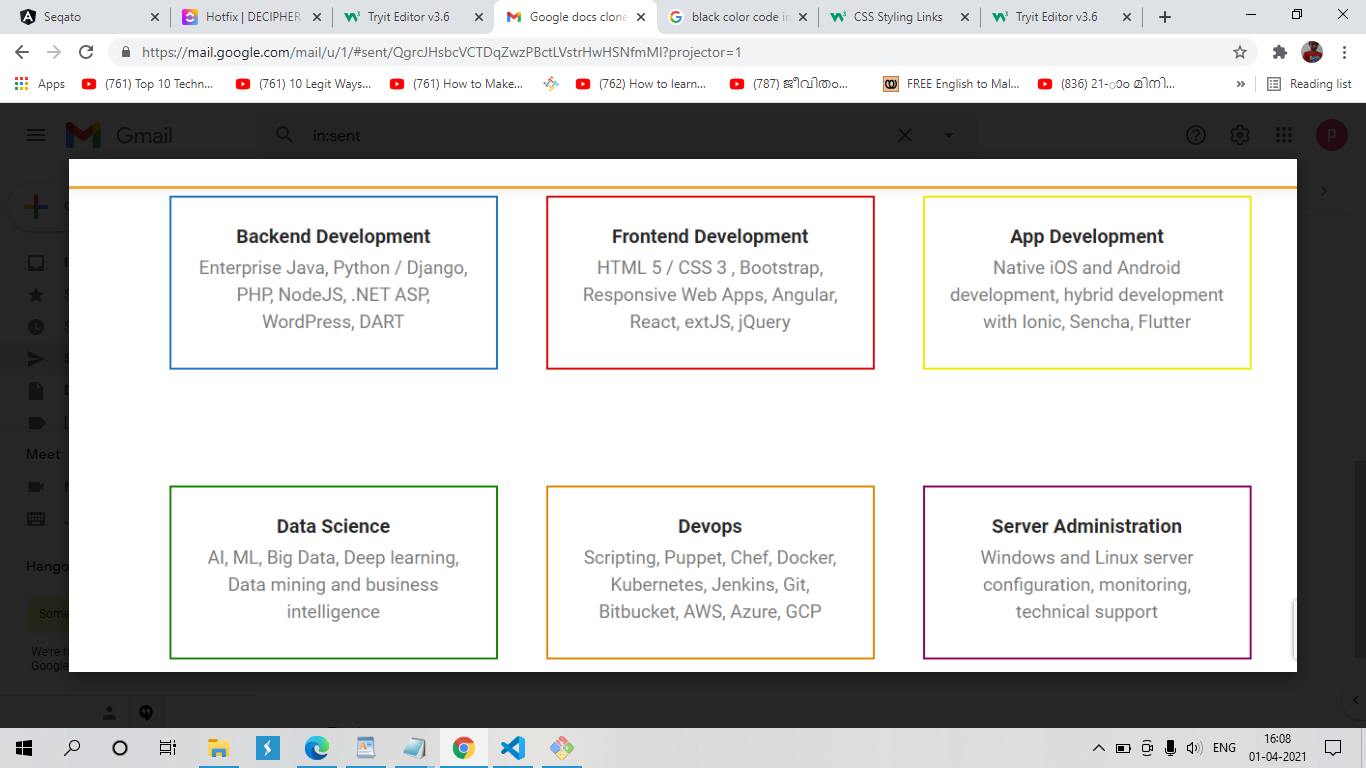 Seqato
Hotfix | DECIPHER
Tryit Editor v3.6
Google docs clone
black color code in
CSS Styling Links
Tryit Editor v3.6
https://mail.google.com/mail/u/1/#sent/QgrcJHsbcVCTDqZwzPBctLVstrHwHSNfmMl?projector=1
Apps
(761) Top 10 Techn...
(761) 10 Legit Ways...
(761) How to Make...
(762) How to learn...
(787) ജീവിതം...
FREE English to Mal...
(836) 21-ാം മിനി...
»
Reading list
Gmail
in:sent
p
Backend Development
Enterprise Java, Python / Django,
PHP, NodeJS, .NET ASP,
WordPress, DART
Frontend Development
HTML 5 / CSS 3 , Bootstrap,
Responsive Web Apps, Angular,
React, extJS, jQuery
App Development
Native iOS and Android
development, hybrid development
with Ionic, Sencha, Flutter
Meet
Data Science
AI, ML, Big Data, Deep learning,
Data mining and business
intelligence
Devops
Scripting, Puppet, Chef, Docker,
Kubernetes, Jenkins, Git,
Bitbucket, AWS, Azure, GCP
Server Administration
Windows and Linux server
configuration, monitoring,
technical support
Hango
Some
We're h
Google
ENG
16:08
01-04-2021